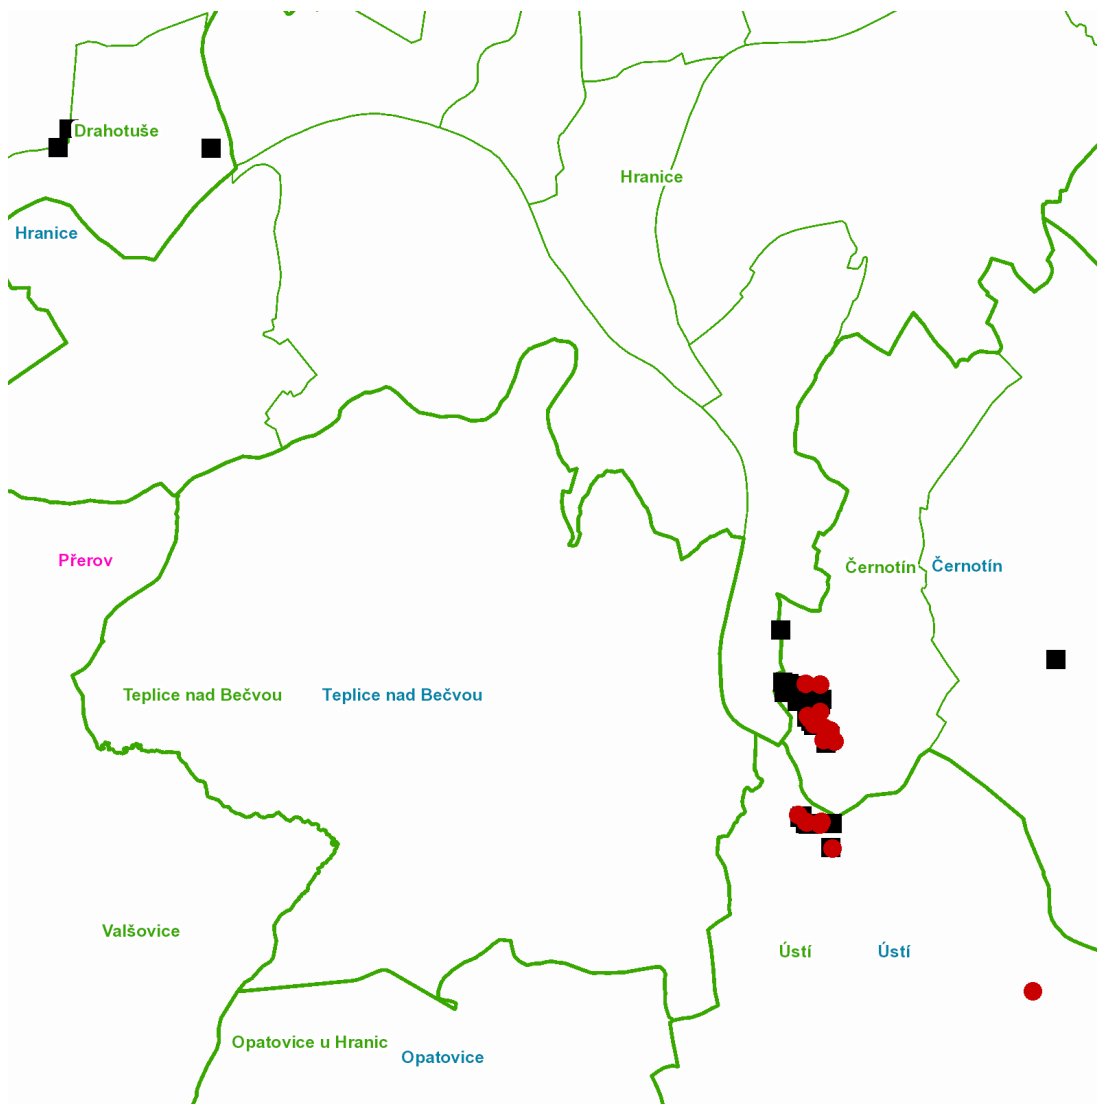 Drahotuše
Hranice
Hranice
Přerov
Černotín
Černotín
Teplice nad Bečvou
Teplice nad Bečvou
Valšovice
Ústí
Ústí
Opatovice u Hranic
Opatovice